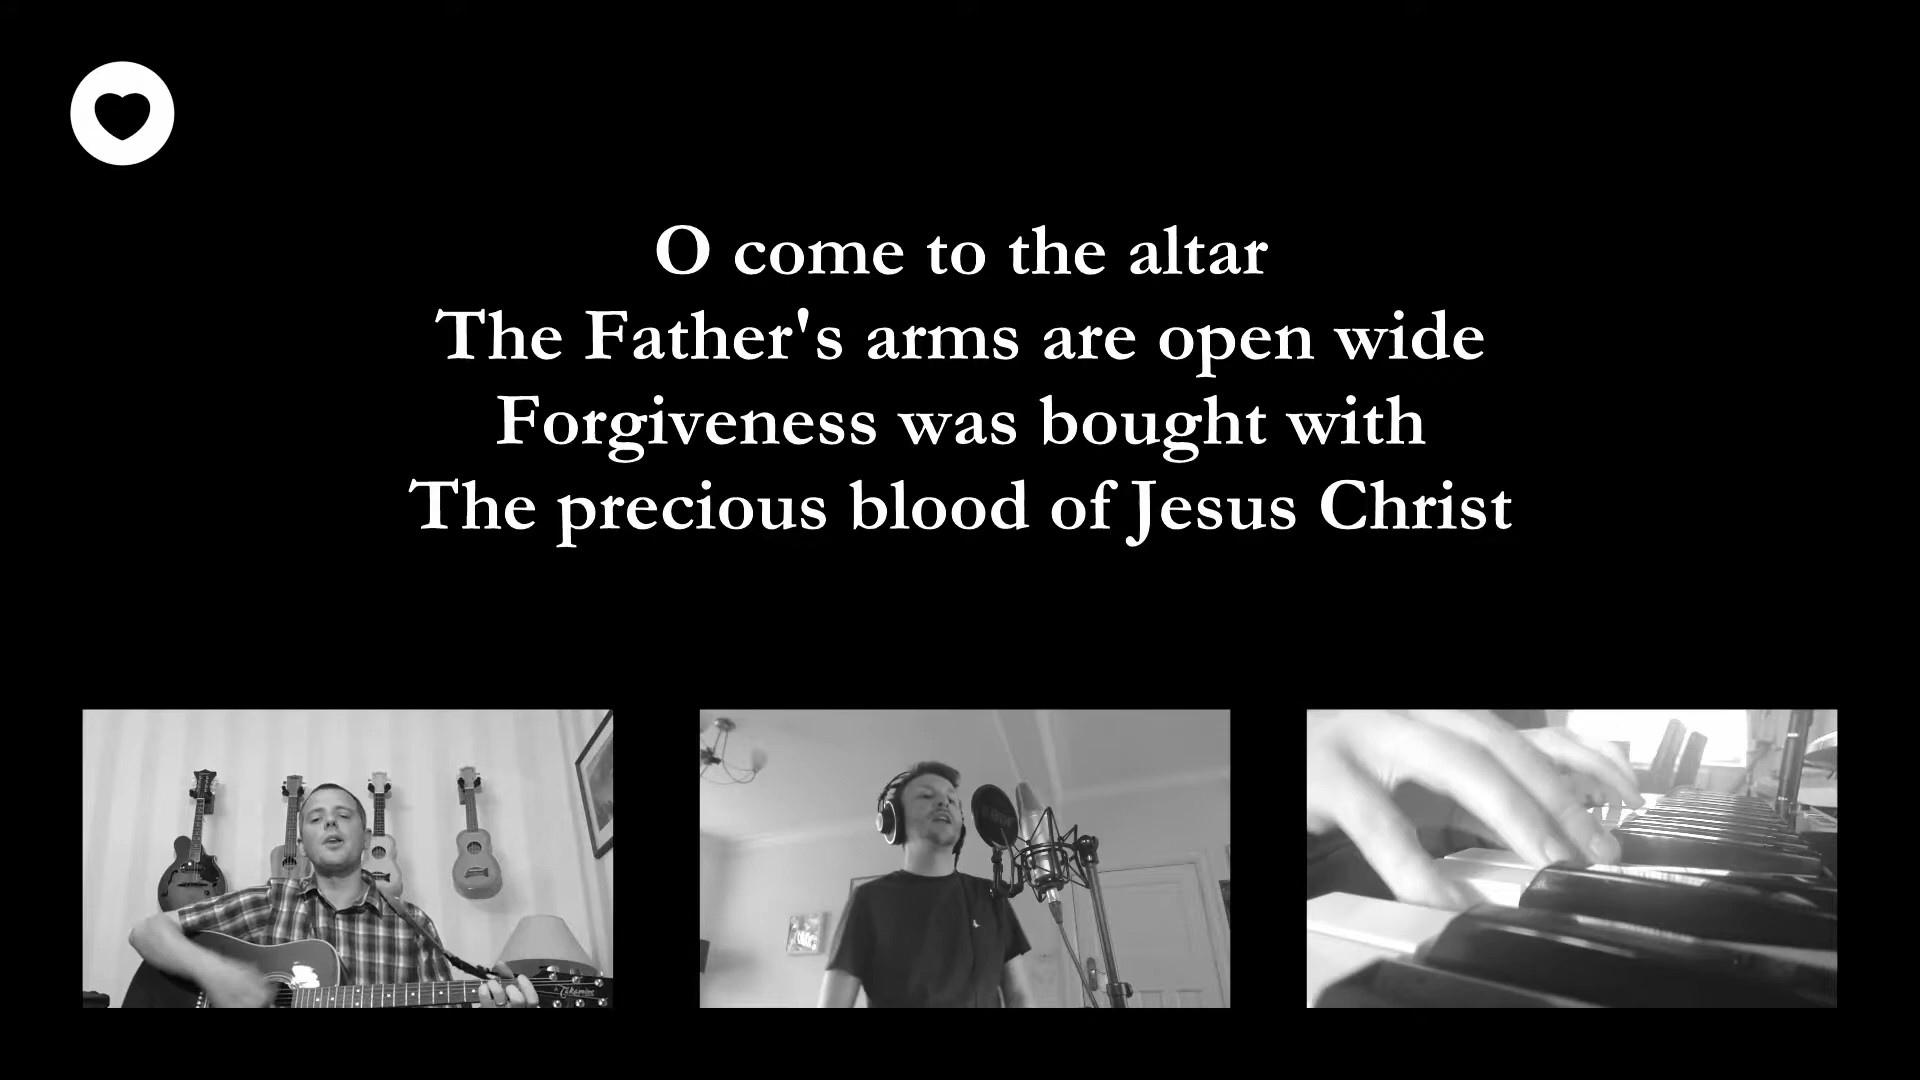 O come to the altar
The Father's arms are open wide
Forgiveness was bought with
The precious blood of Jesus Christ
Takamine